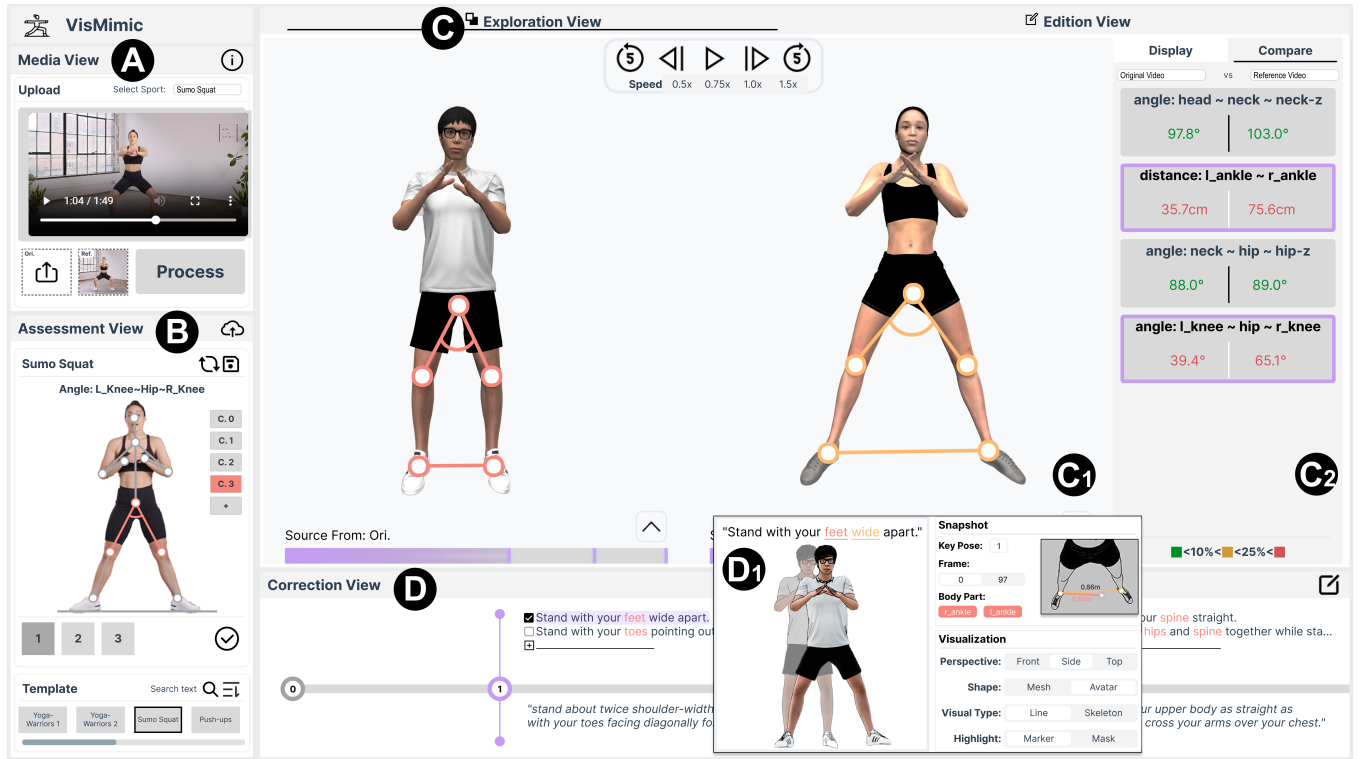 VisMimic
Media View A
Upload
Select Sport: Sumo Squat
1:04 / 1:49
Ori.
Ref.
Process
Assessment View B
Sumo Squat
Angle: L_Knee~Hip~R_Knee
C. 0
C. 1
C. 2
C. 3
+
1 2 3
Template
Search text
Yoga-
Warriors 1
Yoga-
Warriors 2
Sumo Squat
Push-ups
C Exploration View
Edition View
5 5
Speed 0.5x 0.75x 1.0x 1.5x
Source From: Ori.
C1
Display Compare
Original Video vs Reference Video
angle: head ~ neck ~ neck-z
97.8° 103.0°
distance: l_ankle ~ r_ankle
35.7cm 75.6cm
angle: neck ~ hip ~ hip-z
88.0° 89.0°
angle: l_knee ~ hip ~ r_knee
39.4° 65.1°
C2
<10%< <25%<
Correction View D
Stand with your feet wide apart.
Stand with your toes pointing out
0
1
"stand about twice shoulder-width
with your toes facing diagonally fo
"Stand with your feet wide apart."
D1
Snapshot
Key Pose: 1
Frame:
0 97
Body Part:
r_ankle l_ankle
0.86m
Visualization
Perspective: Front Side Top
Shape: Mesh Avatar
Visual Type: Line Skeleton
Highlight: Marker Mask
our spine straight.
hips and spine together while sta...
ur upper body as straight as
cross your arms over your chest."